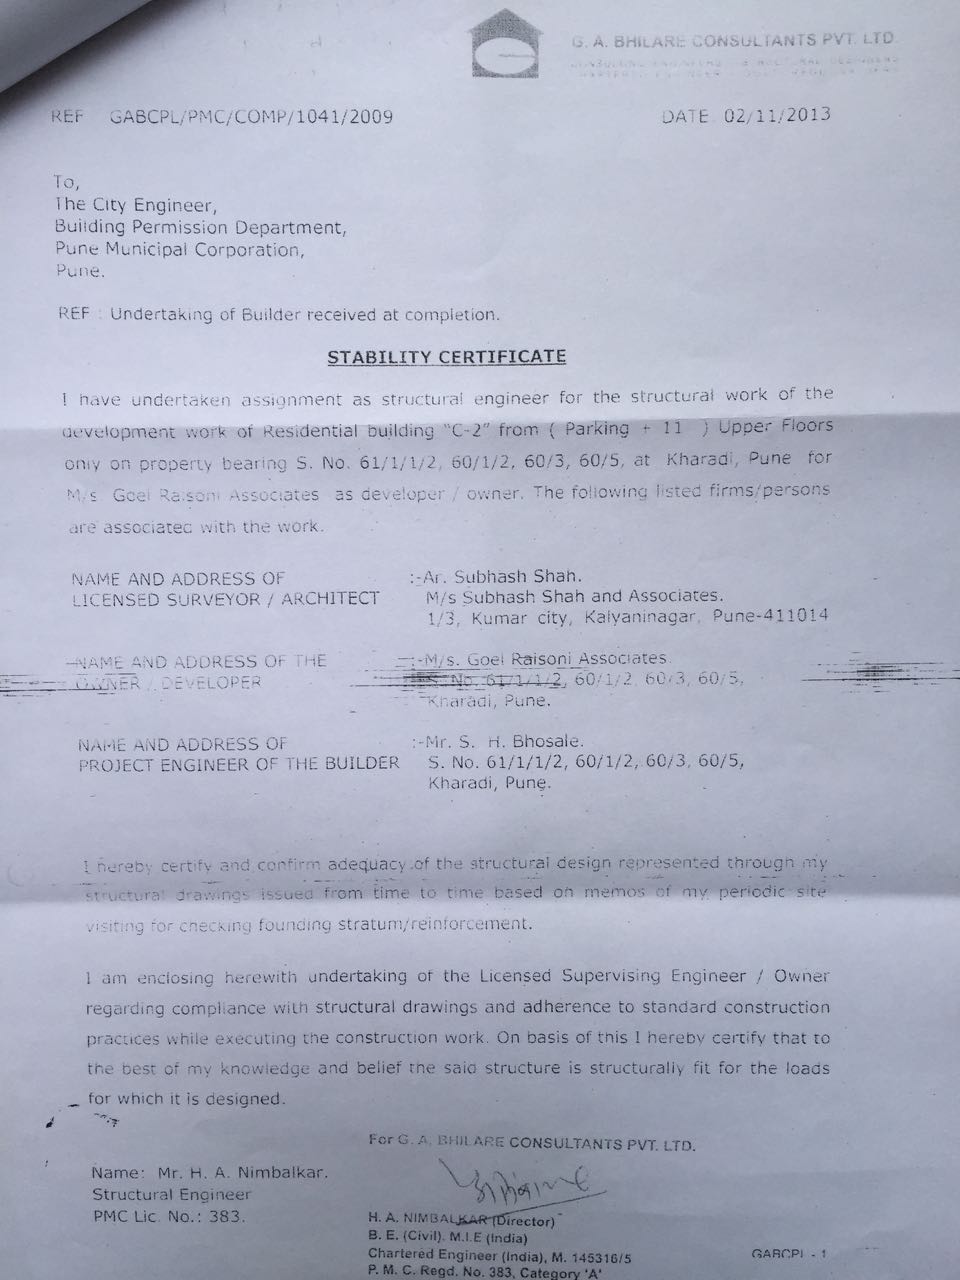 G. A. BHILARE CONSULTANTS PVT. LTD.
REF GABCPL/PMC/COMP/1041/2009 DATE 02/11/2013
To,
The City Engineer,
Building Permission Department,
Pune Municipal Corporation,
Pune.
REF : Undertaking of Builder received at completion.
STABILITY CERTIFICATE
I have undertaken assignment as structural engineer for the structural work of the
development work of Residential building "C-2" from ( Parking + 11 ) Upper Floors
only on property bearing S. No. 61/1/1/2, 60/1/2, 60/3, 60/5, at Kharadi, Pune for
M/s. Goel Raisoni Associates as developer / owner. The following listed firms/persons
are associated with the work.
NAME AND ADDRESS OF :-Ar. Subhash Shah.
LICENSED SURVEYOR / ARCHITECT M/s Subhash Shah and Associates.
1/3, Kumar city, Kalyaninagar, Pune-411014
NAME AND ADDRESS OF THE :-M/s. Goel Raisoni Associates
OWNER / DEVELOPER S. No. 61/1/1/2, 60/1/2, 60/3, 60/5,
Kharadi, Pune.
NAME AND ADDRESS OF :-Mr. S. H. Bhosale.
PROJECT ENGINEER OF THE BUILDER S. No. 61/1/1/2, 60/1/2, 60/3, 60/5,
Kharadi, Pune.
I hereby certify and confirm adequacy of the structural design represented through my
structural drawings issued from time to time based on memos of my periodic site
visiting for checking founding stratum/reinforcement.
I am enclosing herewith undertaking of the Licensed Supervising Engineer / Owner
regarding compliance with structural drawings and adherence to standard construction
practices while executing the construction work. On basis of this I hereby certify that to
the best of my knowledge and belief the said structure is structurally fit for the loads
for which it is designed.
For G. A. BHILARE CONSULTANTS PVT. LTD.
Name: Mr. H. A. Nimbalkar.
Structural Engineer
PMC Lic. No.: 383.
H. A. NIMBALKAR (Director)
B. E. (Civil). M.I.E (India)
Chartered Engineer (India), M. 145316/5
P. M. C. Regd. No. 383, Category 'A'
GABCPL - 1